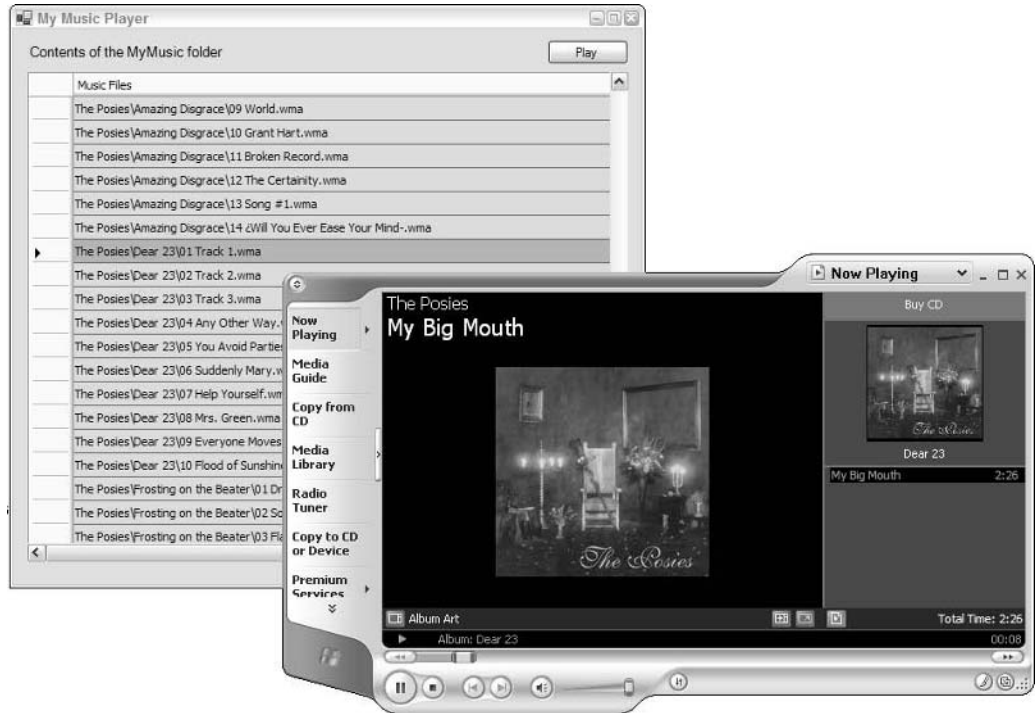 My Music Player
Contents of the MyMusic folder
Play
Music Files
The Posies\Amazing Disgrace\09 World.wma
The Posies\Amazing Disgrace\10 Grant Hart.wma
The Posies\Amazing Disgrace\11 Broken Record.wma
The Posies\Amazing Disgrace\12 The Certainity.wma
The Posies\Amazing Disgrace\13 Song #1.wma
The Posies\Amazing Disgrace\14 ¿Will You Ever Ease Your Mind-.wma
The Posies\Dear 23\01 Track 1.wma
The Posies\Dear 23\02 Track 2.wma
The Posies\Dear 23\03 Track 3.wma
The Posies\Dear 23\04 Any Other Way.
The Posies\Dear 23\05 You Avoid Partie
The Posies\Dear 23\06 Suddenly Mary.w
The Posies\Dear 23\07 Help Yourself.wm
The Posies\Dear 23\08 Mrs. Green.wma
The Posies\Dear 23\09 Everyone Moves
The Posies\Dear 23\10 Flood of Sunshine
The Posies\Frosting on the Beater\01 Dr
The Posies\Frosting on the Beater\02 So
The Posies\Frosting on the Beater\03 Fla
Now Playing
Now
Playing
Media
Guide
Copy from
CD
Media
Library
Radio
Tuner
Copy to CD
or Device
Premium
Services
The Posies
My Big Mouth
The Posies
Buy CD
The Posies
Dear 23
My Big Mouth 2:26
Album Art
Total Time: 2:26
Album: Dear 23
00:08